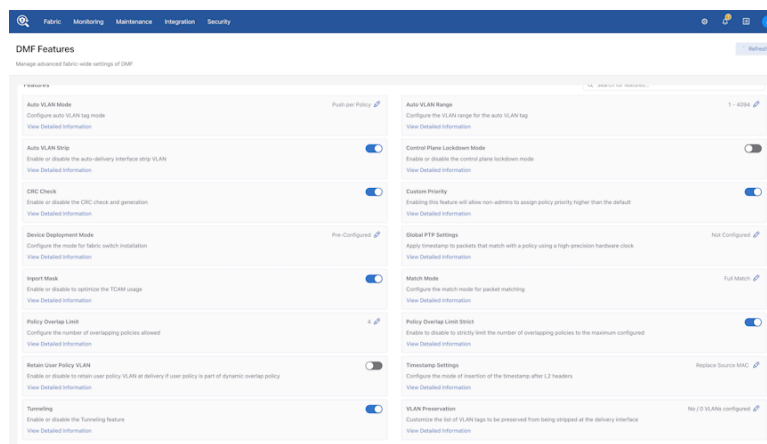 Fabric Monitoring Maintenance Integration Security
DMF Features
Refresh
Manage advanced fabric-wide settings of DMF
Features
Search for features...
Auto VLAN Mode
Push per Policy
Configure auto VLAN tag mode
View Detailed Information
Auto VLAN Range
1 - 4094
Configure the VLAN range for the auto VLAN tag
View Detailed Information
Auto VLAN Strip
Enable or disable the auto-delivery interface strip VLAN
View Detailed Information
Control Plane Lockdown Mode
Enable or disable the control plane lockdown mode
View Detailed Information
CRC Check
Enable or disable the CRC check and generation
View Detailed Information
Custom Priority
Enabling this feature will allow non-admins to assign policy priority higher than the default
View Detailed Information
Device Deployment Mode
Pre-Configured
Configure the mode for fabric switch installation
View Detailed Information
Global PTP Settings
Not Configured
Apply timestamp to packets that match with a policy using a high-precision hardware clock
View Detailed Information
Inport Mask
Enable or disable to optimize the TCAM usage
View Detailed Information
Match Mode
Full Match
Configure the match mode for packet matching
View Detailed Information
Policy Overlap Limit
4
Configure the number of overlapping policies allowed
View Detailed Information
Policy Overlap Limit Strict
Enable to disable to strictly limit the number of overlapping policies to the maximum configured
View Detailed Information
Retain User Policy VLAN
Enable or disable to retain user policy VLAN at delivery if user policy is part of dynamic overlap policy
View Detailed Information
Timestamp Settings
Replace Source MAC
Configure the mode of insertion of the timestamp after L2 headers
View Detailed Information
Tunneling
Enable or disable the Tunneling feature
View Detailed Information
VLAN Preservation
No / 0 VLANs configured
Customize the list of VLAN tags to be preserved from being stripped at the delivery interface
View Detailed Information